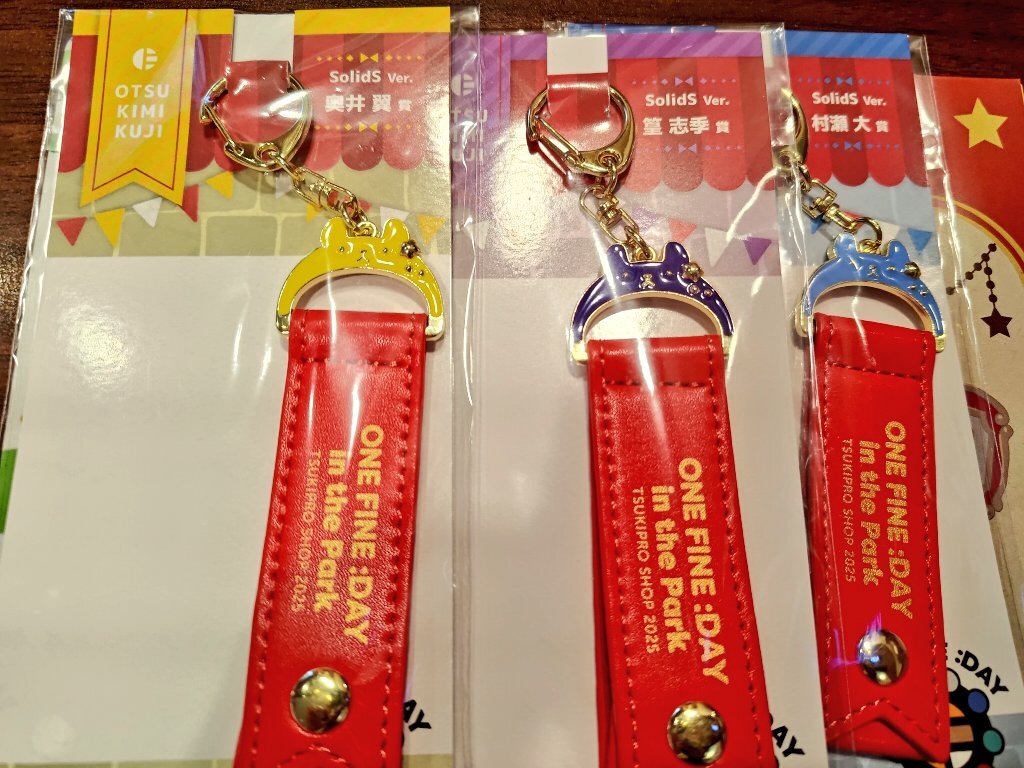 OTSU
KIMI
KUJI
SolidS Ver.
奥井 翼 賞
ONE FINE :DAY
in the Park
TSUKIPRO SHOP 2025
SolidS Ver.
篁 志季 賞
ONE FINE :DAY
in the Park
TSUKIPRO SHOP 2025
SolidS Ver.
村瀬 大 賞
ONE FINE :DAY
in the Park
TSUKIPRO SHOP 2025
:DAY